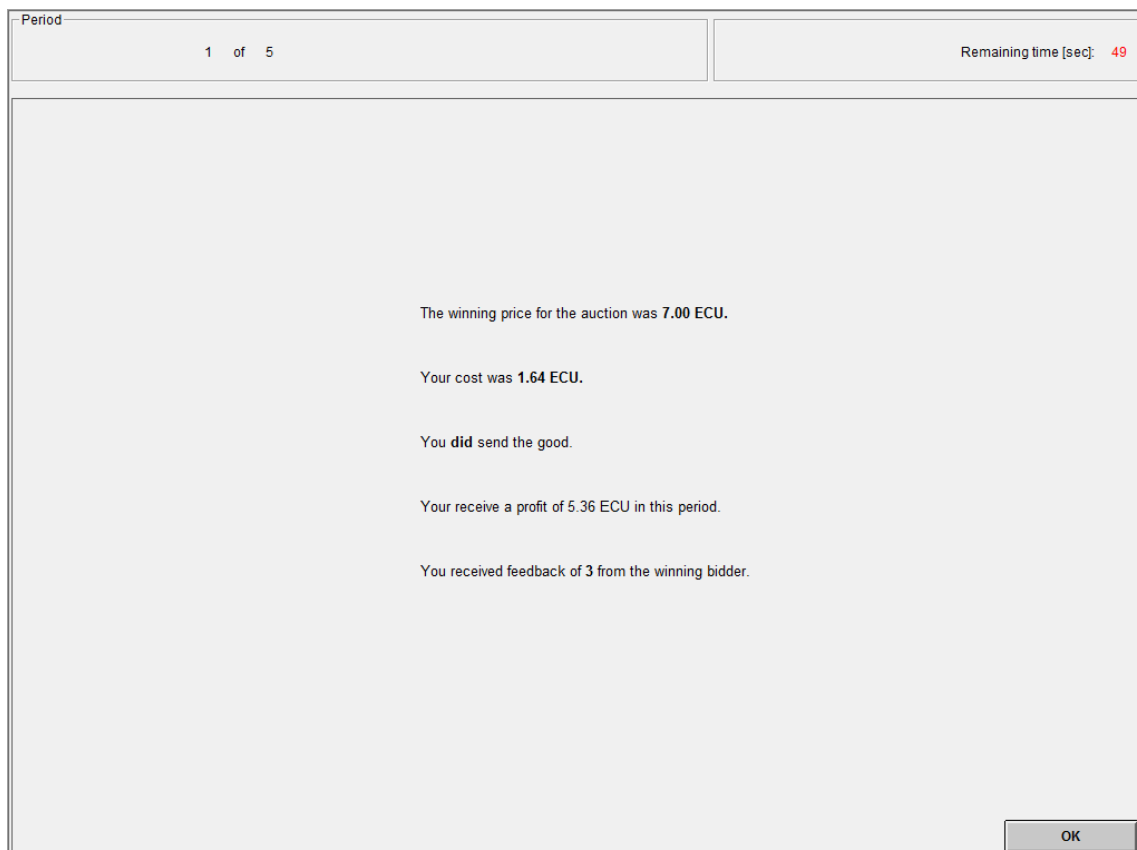 Period
1 of 5
Remaining time [sec]: 49
The winning price for the auction was 7.00 ECU.
Your cost was 1.64 ECU.
You did send the good.
Your receive a profit of 5.36 ECU in this period.
You received feedback of 3 from the winning bidder.
OK